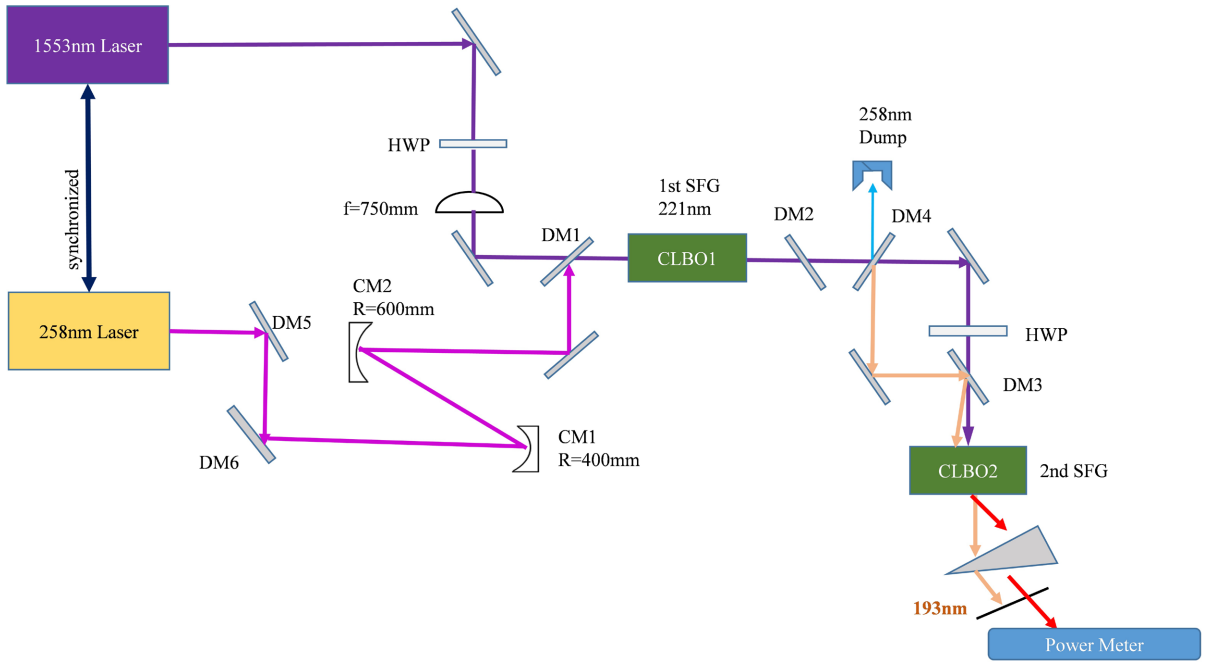 1553nm Laser
synchronized
258nm Laser
HWP
f=750mm
DM1
CM2
R=600mm
DM5
DM6
CM1
R=400mm
1st SFG
221nm
CLBO1
DM2
258nm
Dump
DM4
HWP
DM3
CLBO2
2nd SFG
193nm
Power Meter